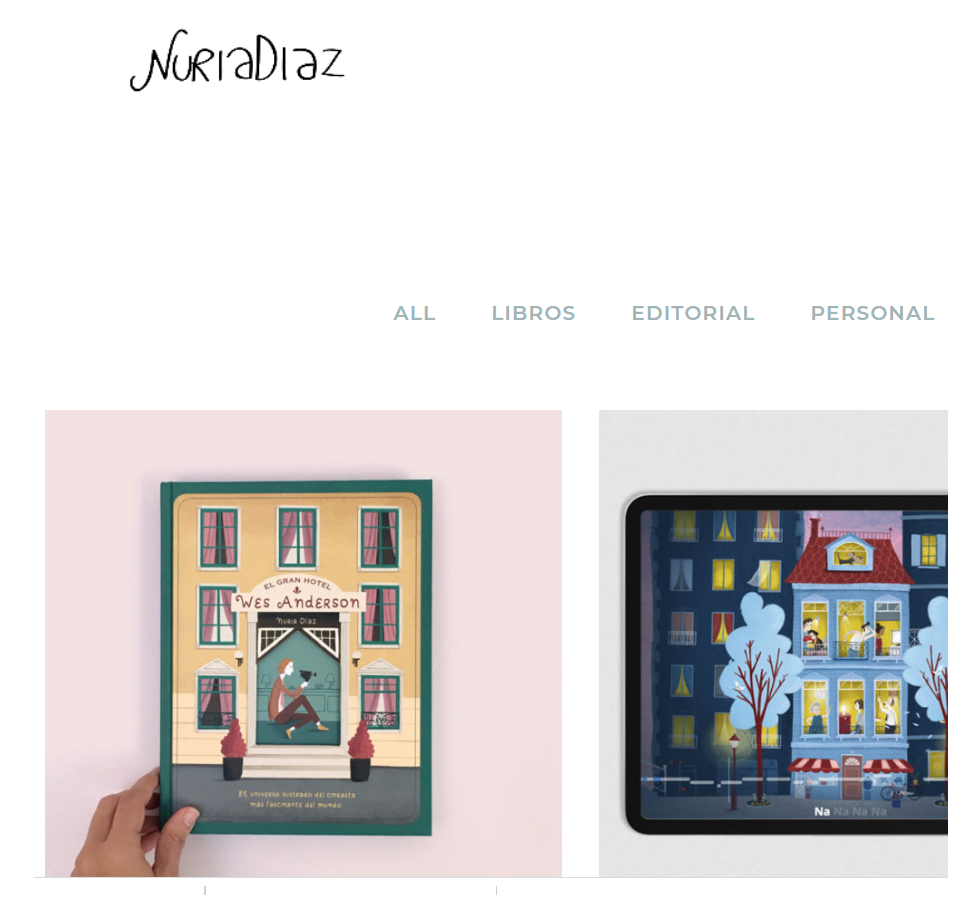 NuriaDiaz
ALL LIBROS EDITORIAL PERSONAL
EL GRAN HOTEL
WES ANDERSON
Nuria Díaz
El universo ilustrado del cineasta
más fascinante del mundo
Na Na Na Na